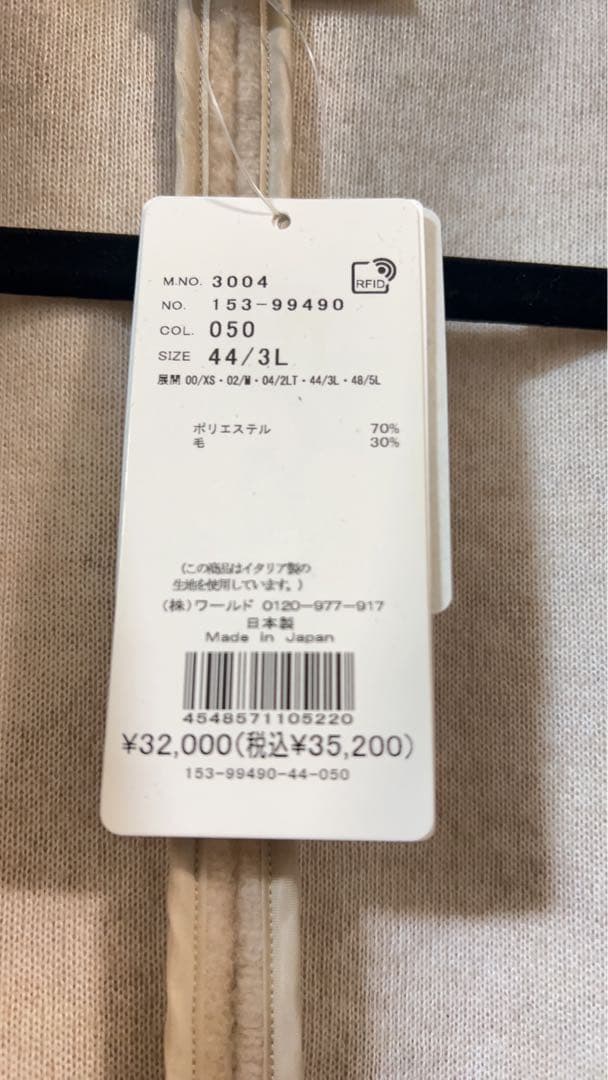 M.NO. 3004
RFID
NO. 153-99490
COL. 050
SIZE 44/3L
展開 00/XS・02/M・04/2LT・44/3L・48/5L
ポリエステル 70%
毛 30%
(この商品はイタリア製の
生地を使用しています。)
(株)ワールド 0120-977-917
日本製
Made in Japan
4548571105220
¥32,000(税込¥35,200)
153-99490-44-050